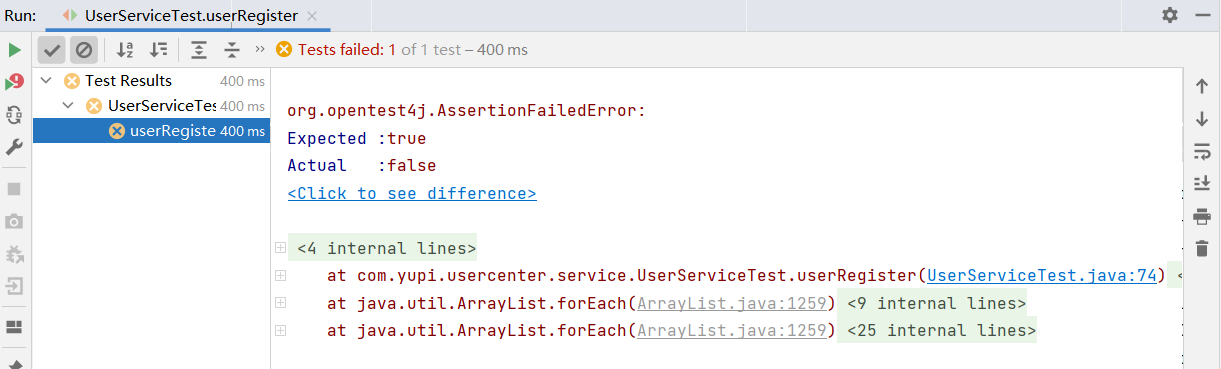 Run: UserServiceTest.userRegister ×
Tests failed: 1 of 1 test – 400 ms
Test Results 400 ms
UserServiceTes 400 ms
userRegiste 400 ms
org.opentest4j.AssertionFailedError:
Expected :true
Actual :false
<Click to see difference>
<4 internal lines>
at com.yupi.usercenter.service.UserServiceTest.userRegister(UserServiceTest.java:74) <
at java.util.ArrayList.forEach(ArrayList.java:1259) <9 internal lines>
at java.util.ArrayList.forEach(ArrayList.java:1259) <25 internal lines>